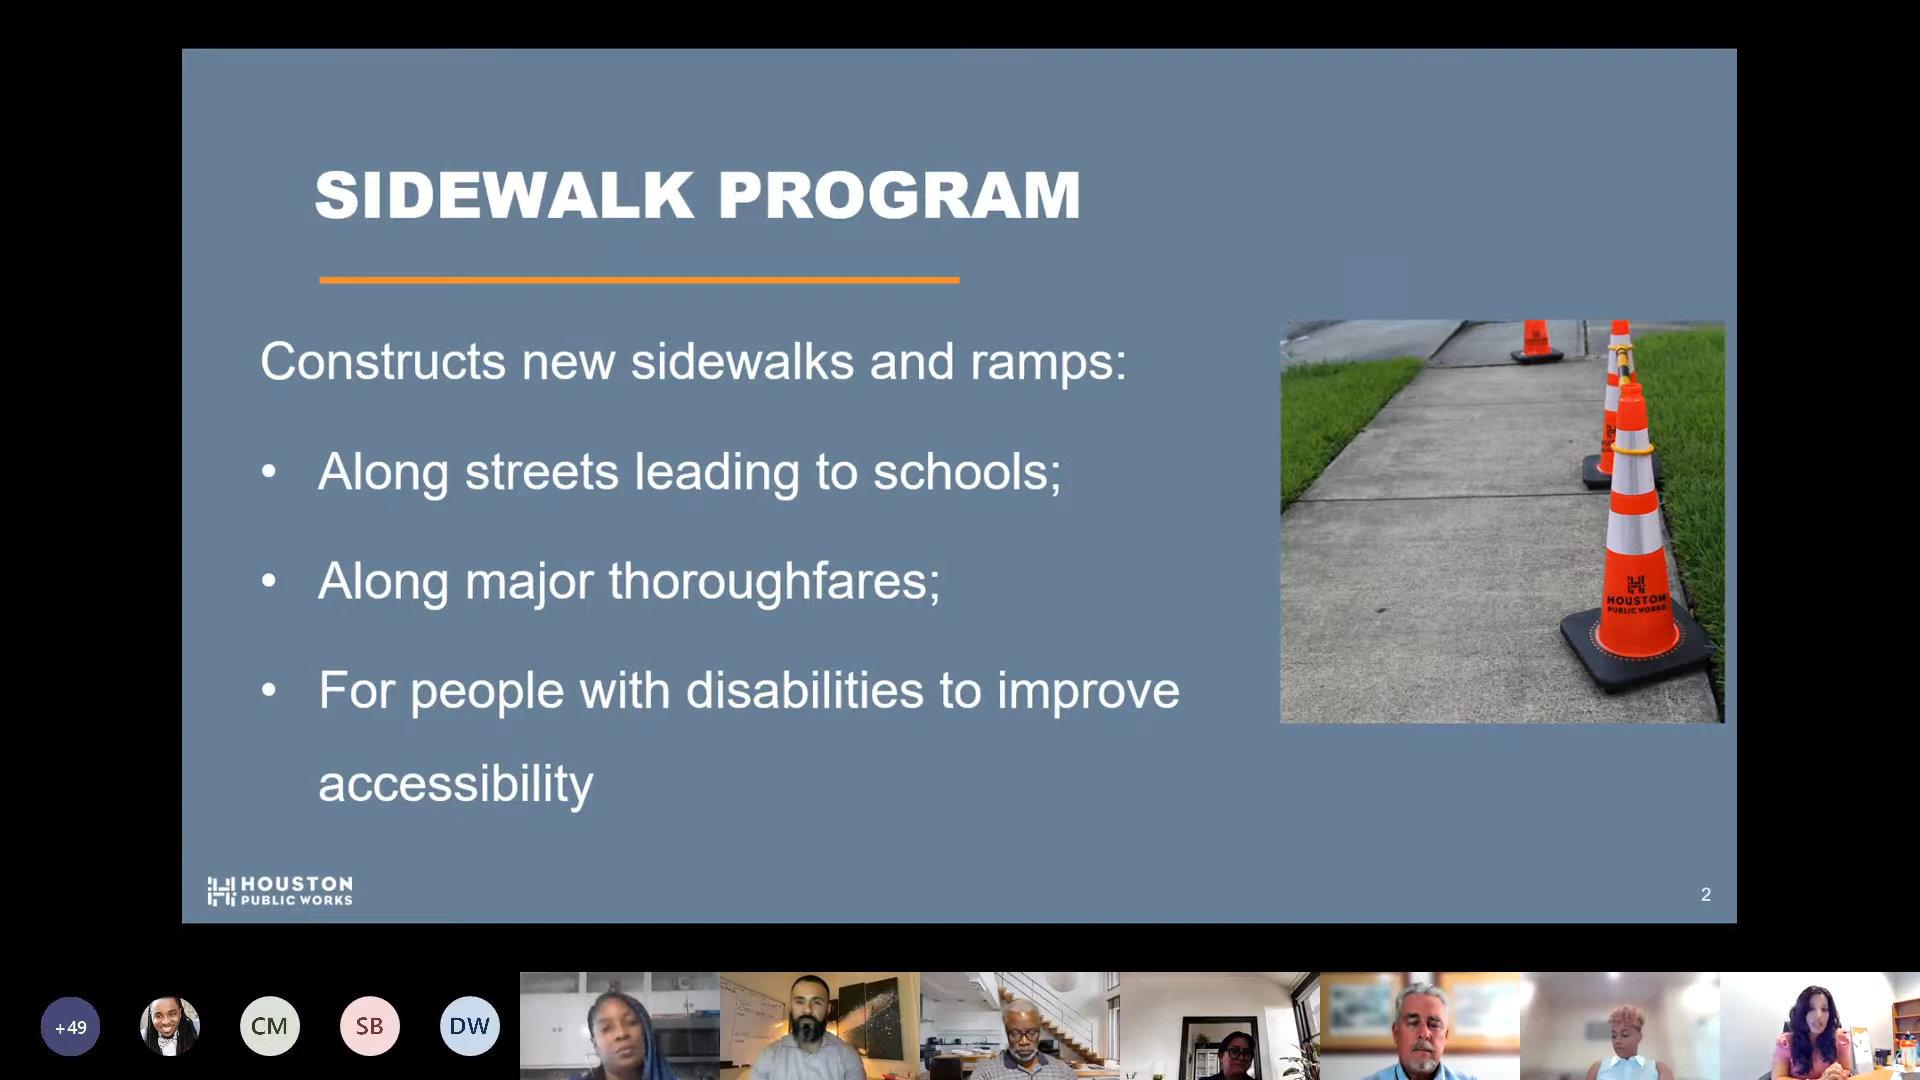 SIDEWALK PROGRAM
Constructs new sidewalks and ramps:
• Along streets leading to schools;
• Along major thoroughfares;
• For people with disabilities to improve
accessibility
HOUSTON
PUBLIC WORKS
HOUSTON
PUBLIC WORKS
2
+49
CM
SB
DW